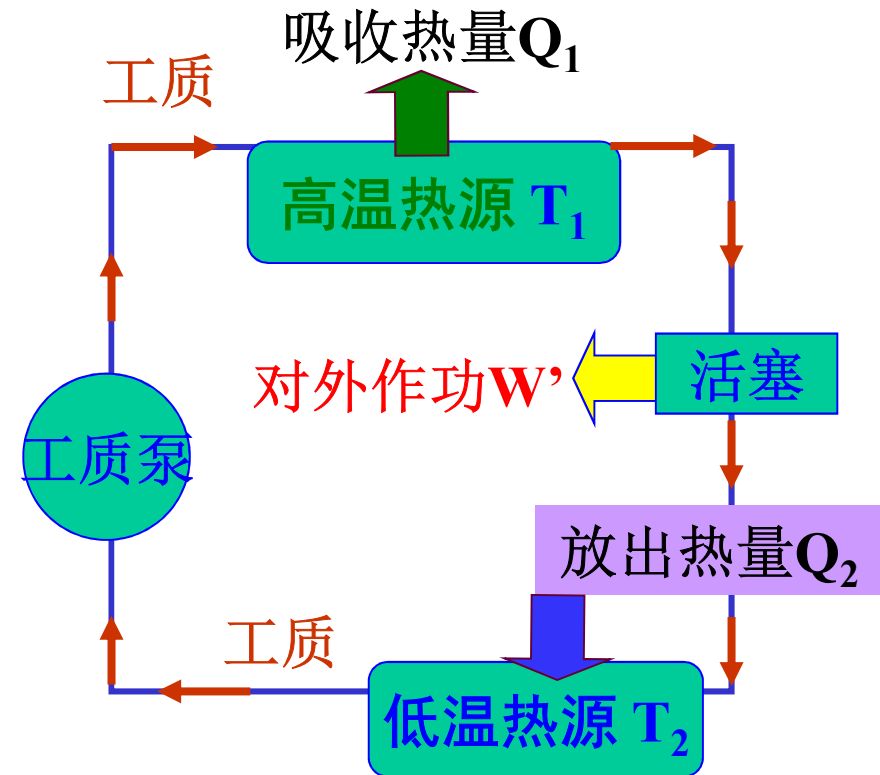 吸收热量Q₁
工质
高温热源 T₁
对外作功W’
活塞
工质泵
放出热量Q₂
工质
低温热源 T₂